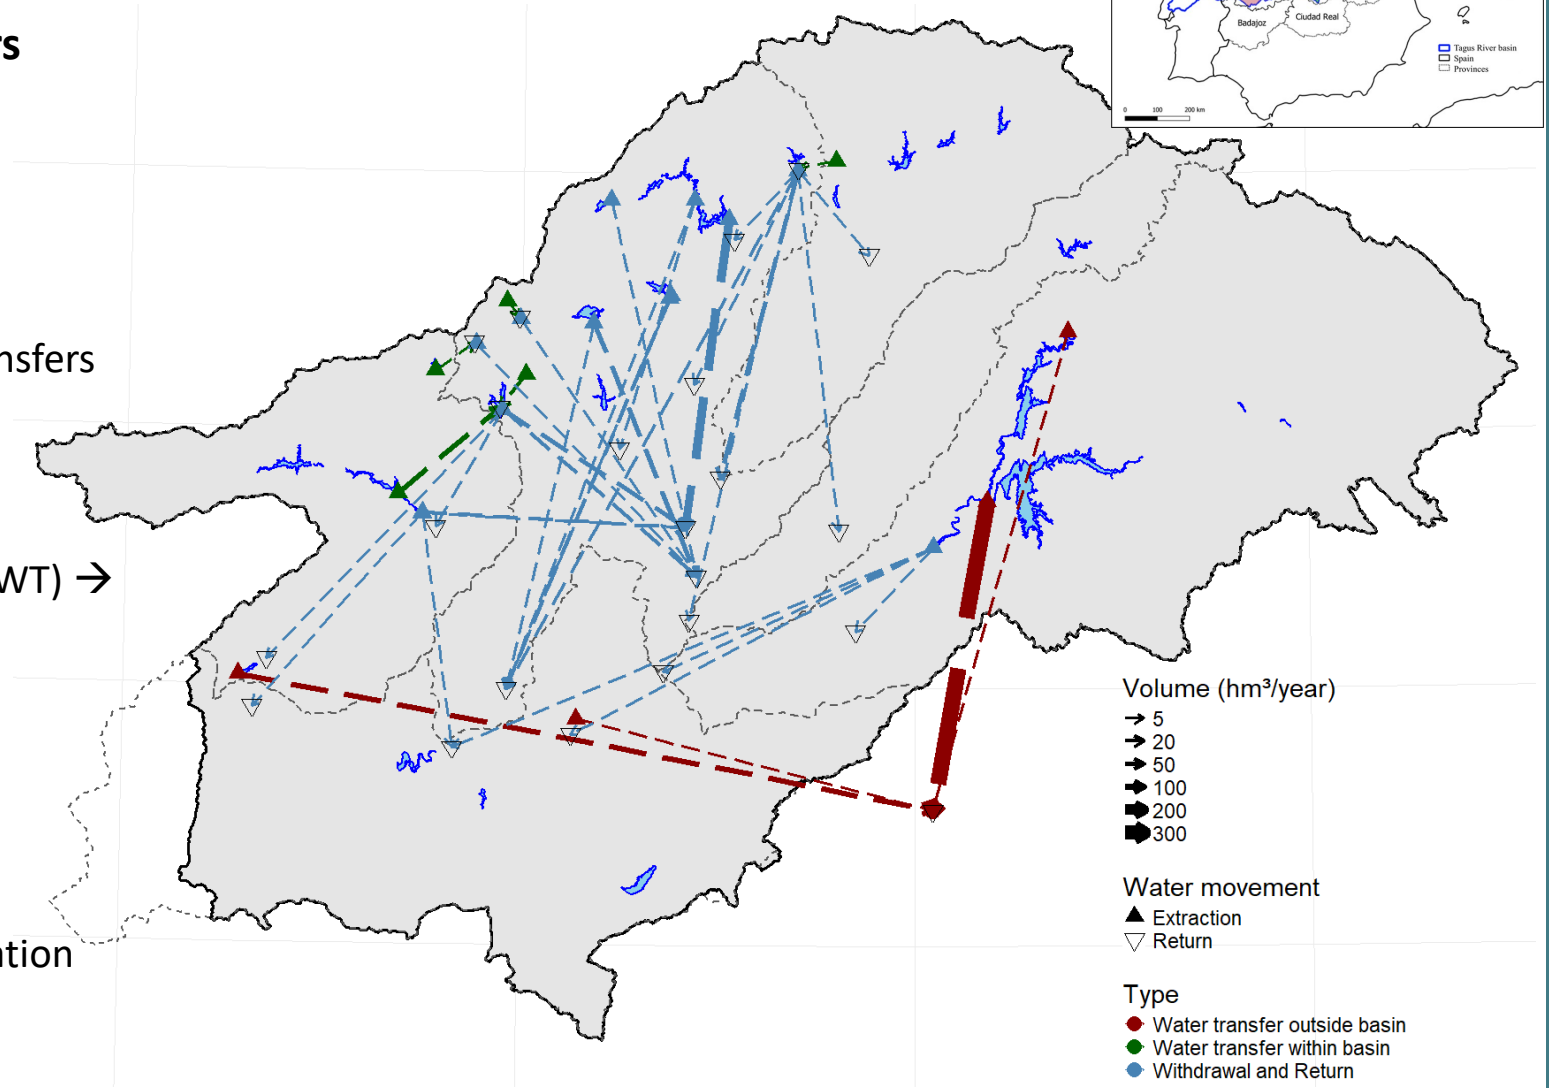 rs
nsfers
WT) →
ntion
Badajoz
Ciudad Real
Tagus River basin
Spain
Provinces
0 100 200 km
Volume (hm³/year)
5
20
50
100
200
300
Water movement
Extraction
Return
Type
Water transfer outside basin
Water transfer within basin
Withdrawal and Return